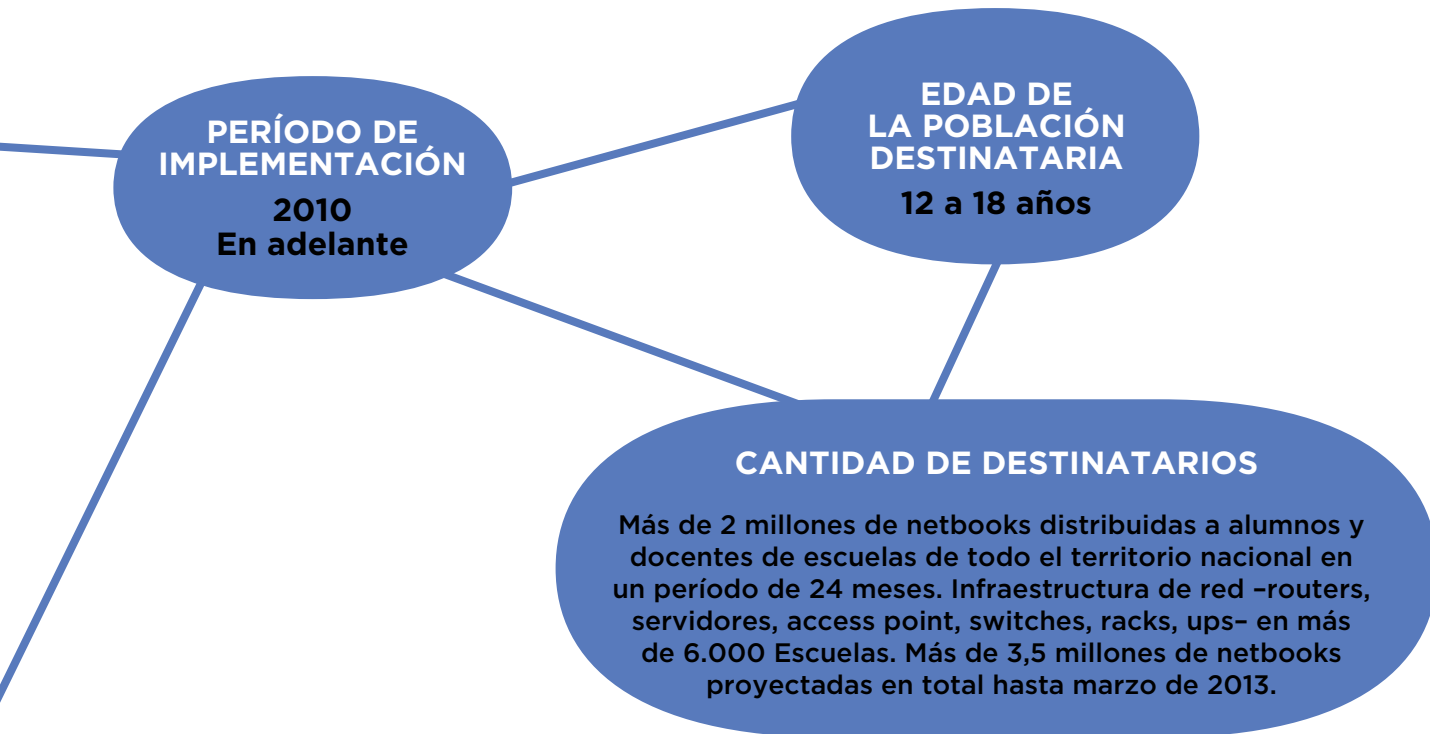 PERÍODO DE
IMPLEMENTACIÓN
2010
En adelante
EDAD DE
LA POBLACIÓN
DESTINATARIA
12 a 18 años
CANTIDAD DE DESTINATARIOS
Más de 2 millones de netbooks distribuidas a alumnos y
docentes de escuelas de todo el territorio nacional en
un período de 24 meses. Infraestructura de red –routers,
servidores, access point, switches, racks, ups– en más
de 6.000 Escuelas. Más de 3,5 millones de netbooks
proyectadas en total hasta marzo de 2013.